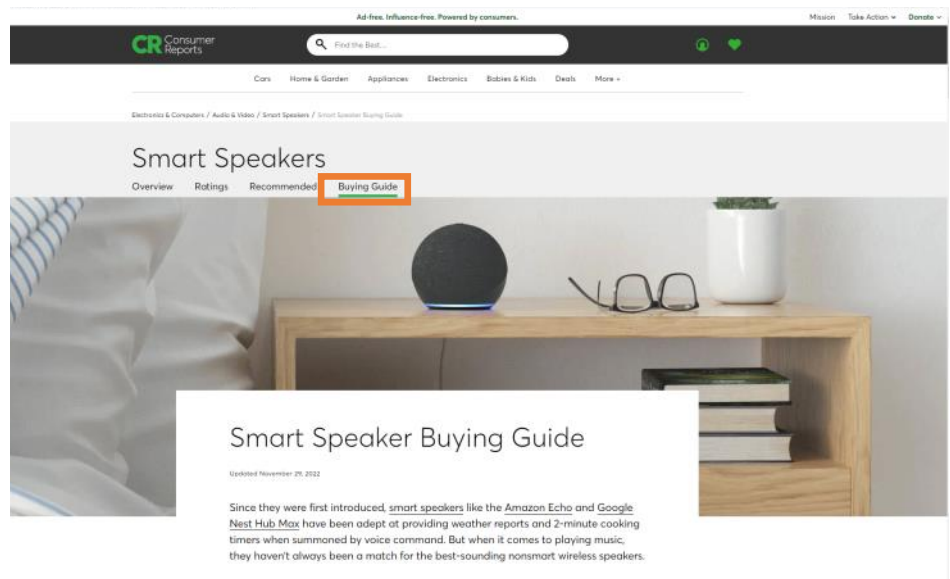 Ad-free. Influence-free. Powered by consumers.
Mission Take Action Donate
CR Consumer Reports
Find the Best...
Cars Home & Garden Appliances Electronics Babies & Kids Deals More +
Electronics & Computers / Audio & Video / Smart Speakers / Smart Speaker Buying Guide
Smart Speakers
Overview Ratings Recommended Buying Guide
Smart Speaker Buying Guide
Updated November 29, 2022
Since they were first introduced, smart speakers like the Amazon Echo and Google
Nest Hub Max have been adept at providing weather reports and 2-minute cooking
timers when summoned by voice command. But when it comes to playing music,
they haven't always been a match for the best-sounding nonsmart wireless speakers.